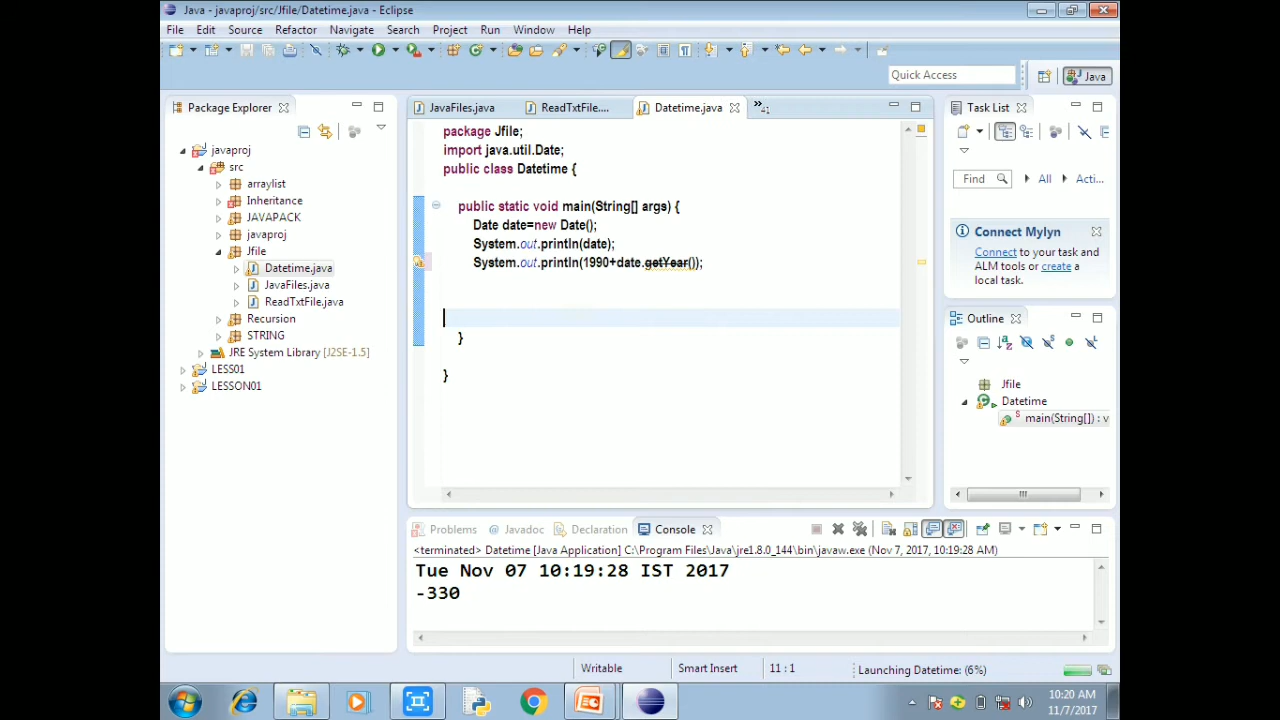 Java - javaproj/src/Jfile/Datetime.java - Eclipse
File Edit Source Refactor Navigate Search Project Run Window Help
Quick Access
Java
Package Explorer
JavaFiles.java
ReadTxtFile....
Datetime.java
»4
Task List
javaproj
src
arraylist
Inheritance
JAVAPACK
javaproj
Jfile
Datetime.java
JavaFiles.java
ReadTxtFile.java
Recursion
STRING
JRE System Library [J2SE-1.5]
LESS01
LESSON01
package Jfile;
import java.util.Date;
public class Datetime {
public static void main(String[] args) {
Date date=new Date();
System.out.println(date);
System.out.println(1990+date.getYear());
}
}
Find
All
Acti...
Connect Mylyn
Connect to your task and
ALM tools or create a
local task.
Outline
Jfile
Datetime
main(String[]) : v
Problems @ Javadoc Declaration Console
<terminated> Datetime [Java Application] C:\Program Files\Java\jre1.8.0_144\bin\javaw.exe (Nov 7, 2017, 10:19:28 AM)
Tue Nov 07 10:19:28 IST 2017
-330
Writable
Smart Insert
11 : 1
Launching Datetime: (6%)
10:20 AM
11/7/2017